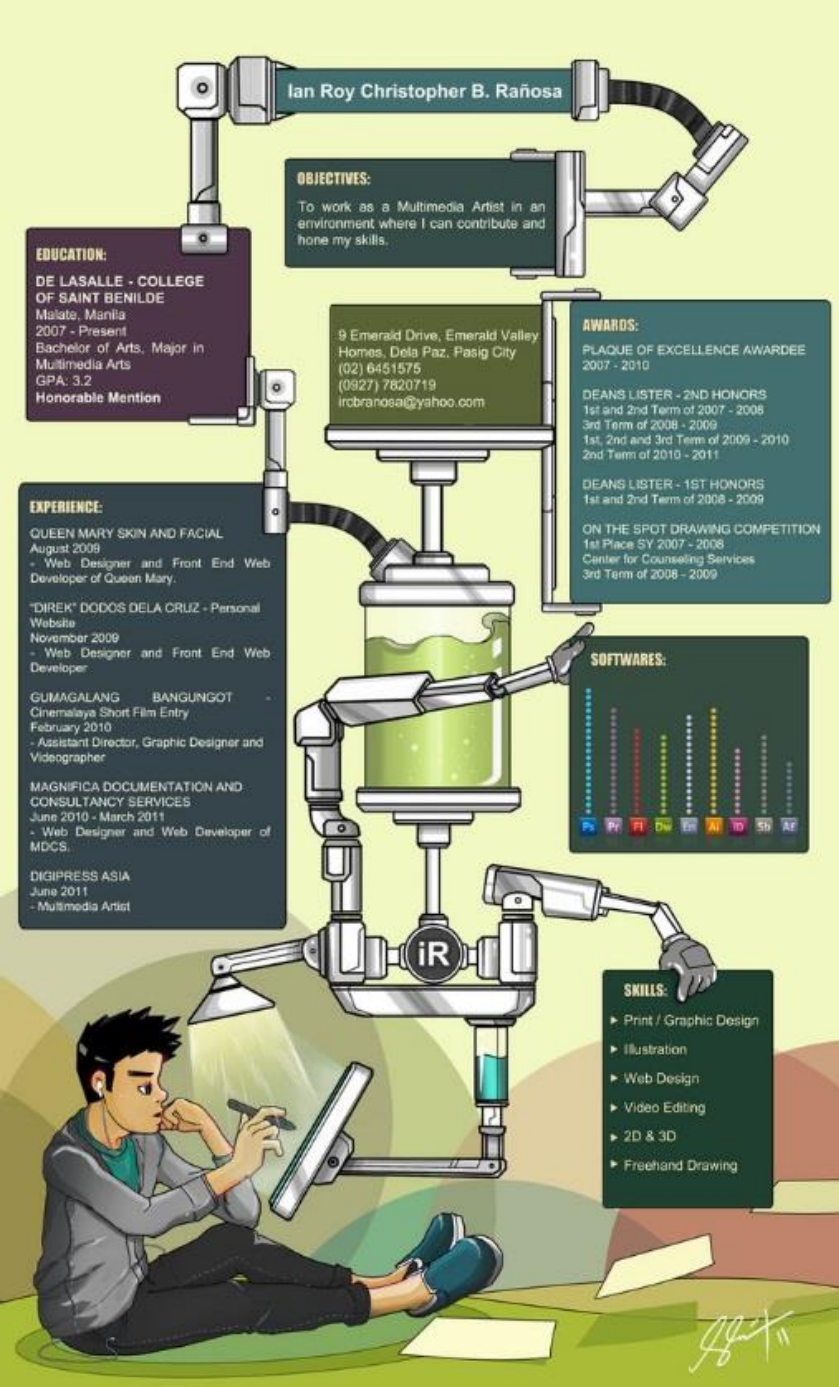 Ian Roy Christopher B. Rañosa
OBJECTIVES:
To work as a Multimedia Artist in an
environment where I can contribute and
hone my skills.
EDUCATION:
DE LASALLE - COLLEGE
OF SAINT BENILDE
Malate, Manila
2007 - Present
Bachelor of Arts, Major in
Multimedia Arts
GPA: 3.2
Honorable Mention
9 Emerald Drive, Emerald Valley
Homes, Dela Paz, Pasig City
(02) 6451575
(0927) 7820719
ircbranosa@yahoo.com
AWARDS:
PLAQUE OF EXCELLENCE AWARDEE
2007 - 2010
DEANS LISTER - 2ND HONORS
1st and 2nd Term of 2007 - 2008
3rd Term of 2008 - 2009
1st, 2nd and 3rd Term of 2009 - 2010
2nd Term of 2010 - 2011
DEANS LISTER - 1ST HONORS
1st and 2nd Term of 2008 - 2009
ON THE SPOT DRAWING COMPETITION
1st Place SY 2007 - 2008
Center for Counseling Services
3rd Term of 2008 - 2009
EXPERIENCE:
QUEEN MARY SKIN AND FACIAL
August 2009
- Web Designer and Front End Web
Developer of Queen Mary.
"DIREK" DODOS DELA CRUZ - Personal
Website
November 2009
- Web Designer and Front End Web
Developer
GUMAGALANG BANGUNGOT -
Cinemalaya Short Film Entry
February 2010
- Assistant Director, Graphic Designer and
Videographer
MAGNIFICA DOCUMENTATION AND
CONSULTANCY SERVICES
June 2010 - March 2011
- Web Designer and Web Developer of
MDCS.
DIGIPRESS ASIA
June 2011
- Multimedia Artist
SOFTWARES:
Ps Pr Fl Dw En Ai ID Sb AE
iR
SKILLS:
Print / Graphic Design
Illustration
Web Design
Video Editing
2D & 3D
Freehand Drawing
11